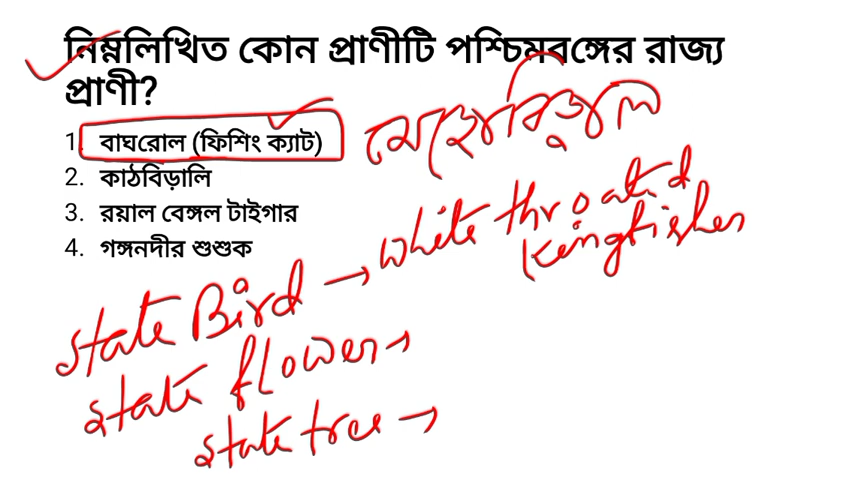 নিম্নলিখিত কোন প্রাণীটি পশ্চিমবঙ্গের রাজ্য
প্রাণী?
1. বাঘরোল (ফিশিং ক্যাট)
মেছোবিড়াল
2. কাঠবিড়ালি
3. রয়াল বেঙ্গল টাইগার
4. গঙ্গনদীর শুশুক
State Bird → white throated
Kingfisher
State flower →
State tree →